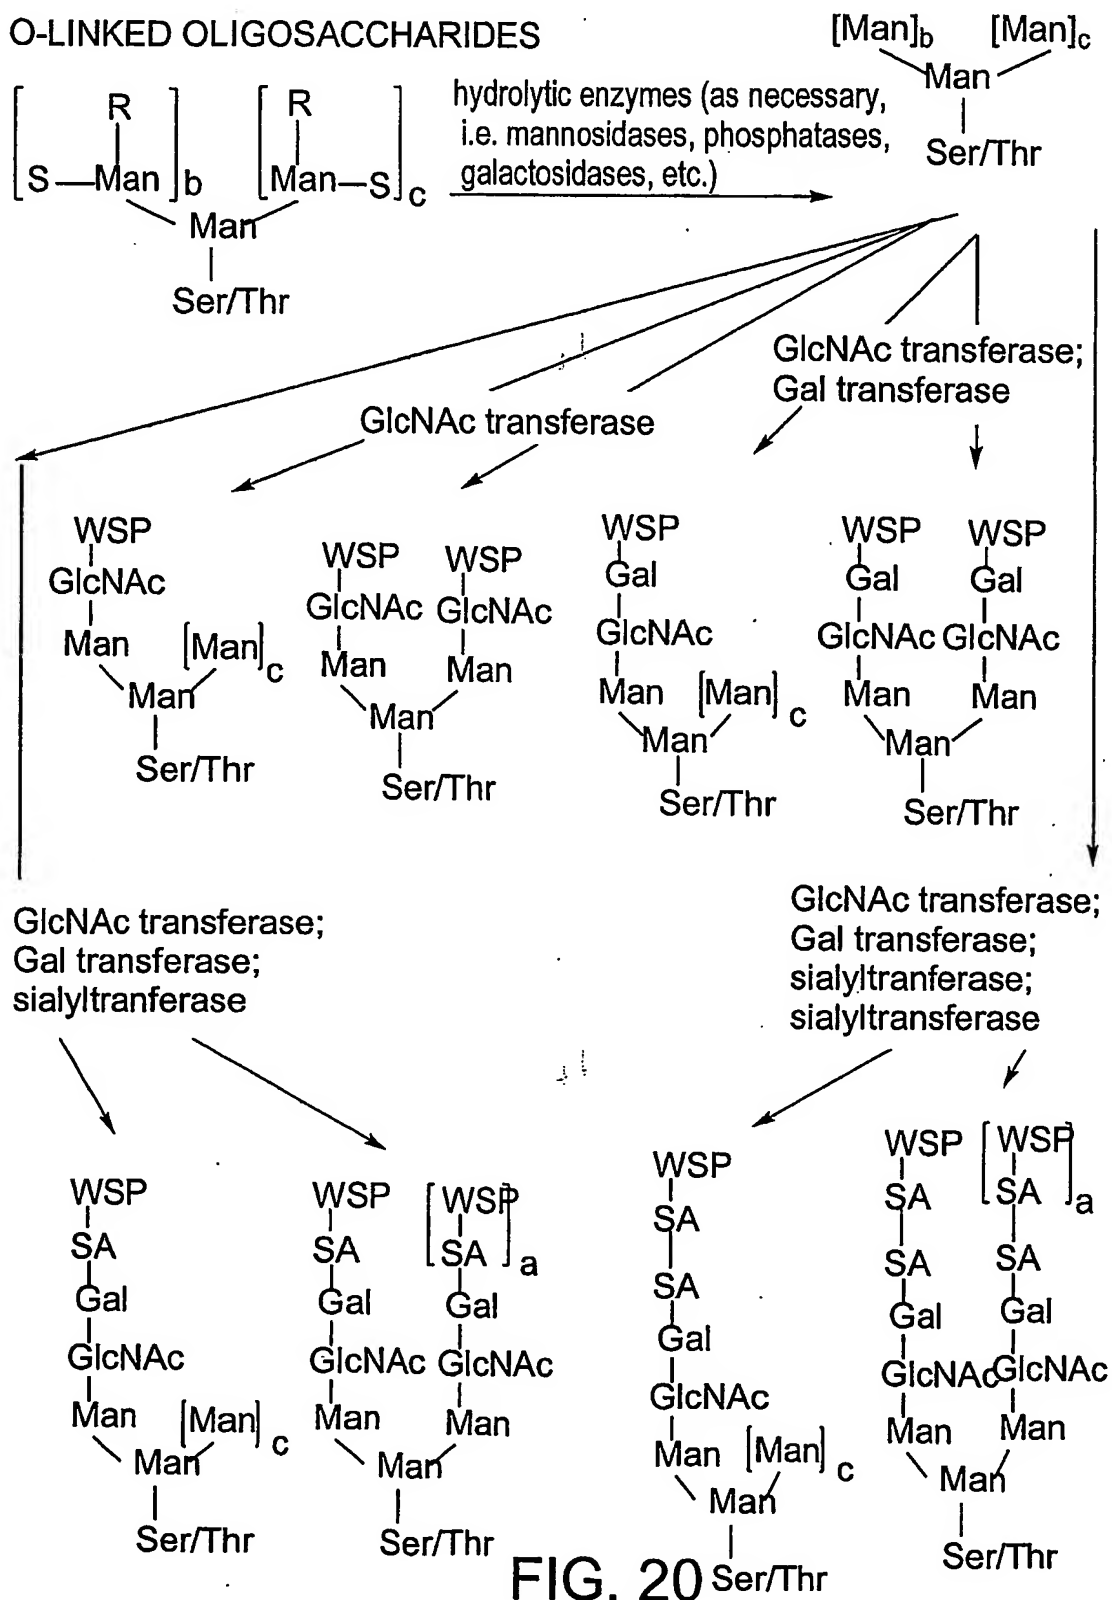 O-LINKED OLIGOSACCHARIDES
[Man]b [Man]c
Man
Ser/Thr
[S—Man R]b [R Man—S]c
Man
Ser/Thr
hydrolytic enzymes (as necessary,
i.e. mannosidases, phosphatases,
galactosidases, etc.)
GlcNAc transferase;
Gal transferase
GlcNAc transferase
WSP
GlcNAc
Man [Man]c
Man
Ser/Thr
WSP WSP
GlcNAc GlcNAc
Man Man
Man
Ser/Thr
WSP
Gal
GlcNAc
Man [Man]c
Man
Ser/Thr
WSP WSP
Gal Gal
GlcNAc GlcNAc
Man Man
Man
Ser/Thr
GlcNAc transferase;
Gal transferase;
sialyltranferase
GlcNAc transferase;
Gal transferase;
sialyltranferase;
sialyltransferase
WSP
SA
Gal
GlcNAc
Man [Man]c
Man
Ser/Thr
WSP [WSP
SA SA]a
Gal Gal
GlcNAc GlcNAc
Man Man
Man
Ser/Thr
WSP
SA
SA
Gal
GlcNAc
Man [Man]c
Man
Ser/Thr
WSP [WSP
SA SA]a
SA SA
Gal Gal
GlcNAc GlcNAc
Man Man
Man
Ser/Thr
FIG. 20